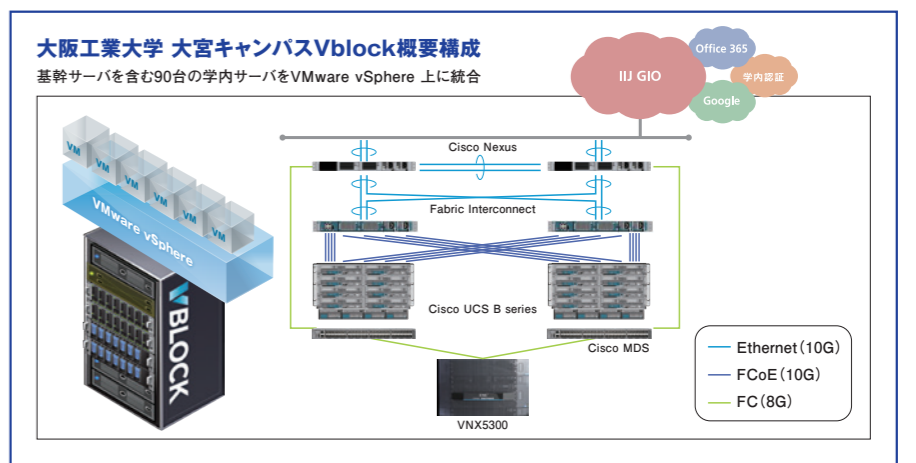 大阪工業大学 大宮キャンパスVblock概要構成
基幹サーバを含む90台の学内サーバをVMware vSphere 上に統合
IIJ GIO
Office 365
学内認証
Google
VM
VM
VM
VM
VM
VM
VMware vSphere
VBLOCK
Cisco Nexus
Fabric Interconnect
Cisco UCS B series
Cisco MDS
VNX5300
Ethernet(10G)
FCoE(10G)
FC(8G)